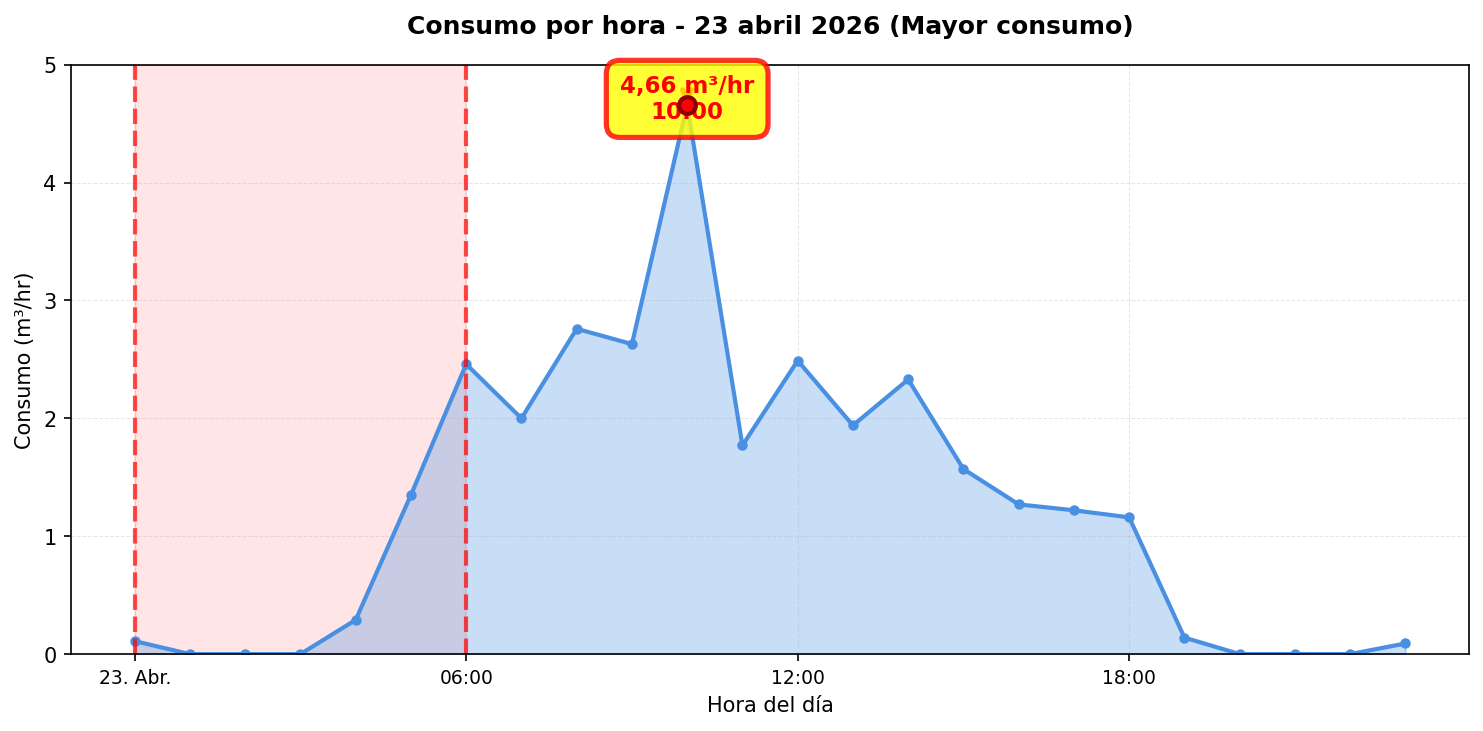 Consumo por hora - 23 abril 2026 (Mayor consumo)
4,66 m³/hr
10:00
Consumo (m³/hr)
5
4
3
2
1
0
23. Abr.
06:00
12:00
18:00
Hora del día